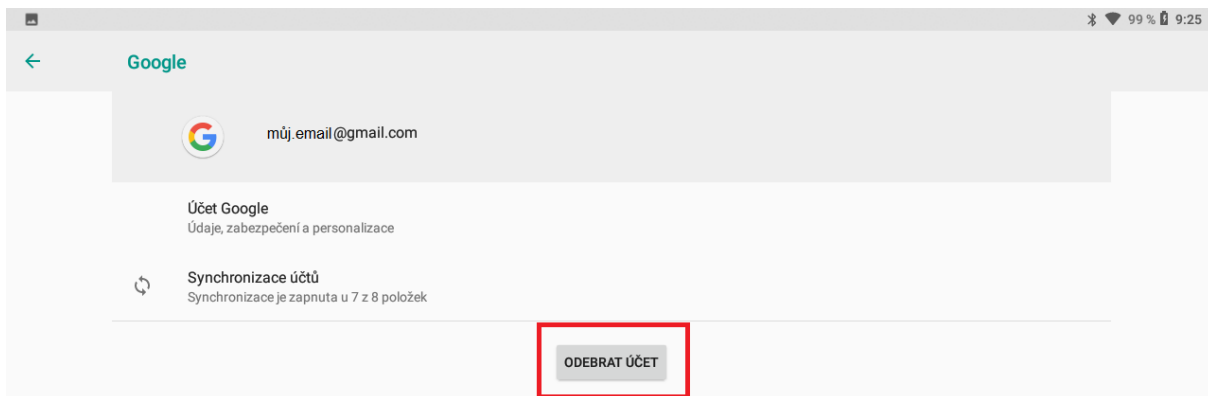 99 % 9:25
Google
můj.email@gmail.com
Účet Google
Údaje, zabezpečení a personalizace
Synchronizace účtů
Synchronizace je zapnuta u 7 z 8 položek
ODEBRAT ÚČET